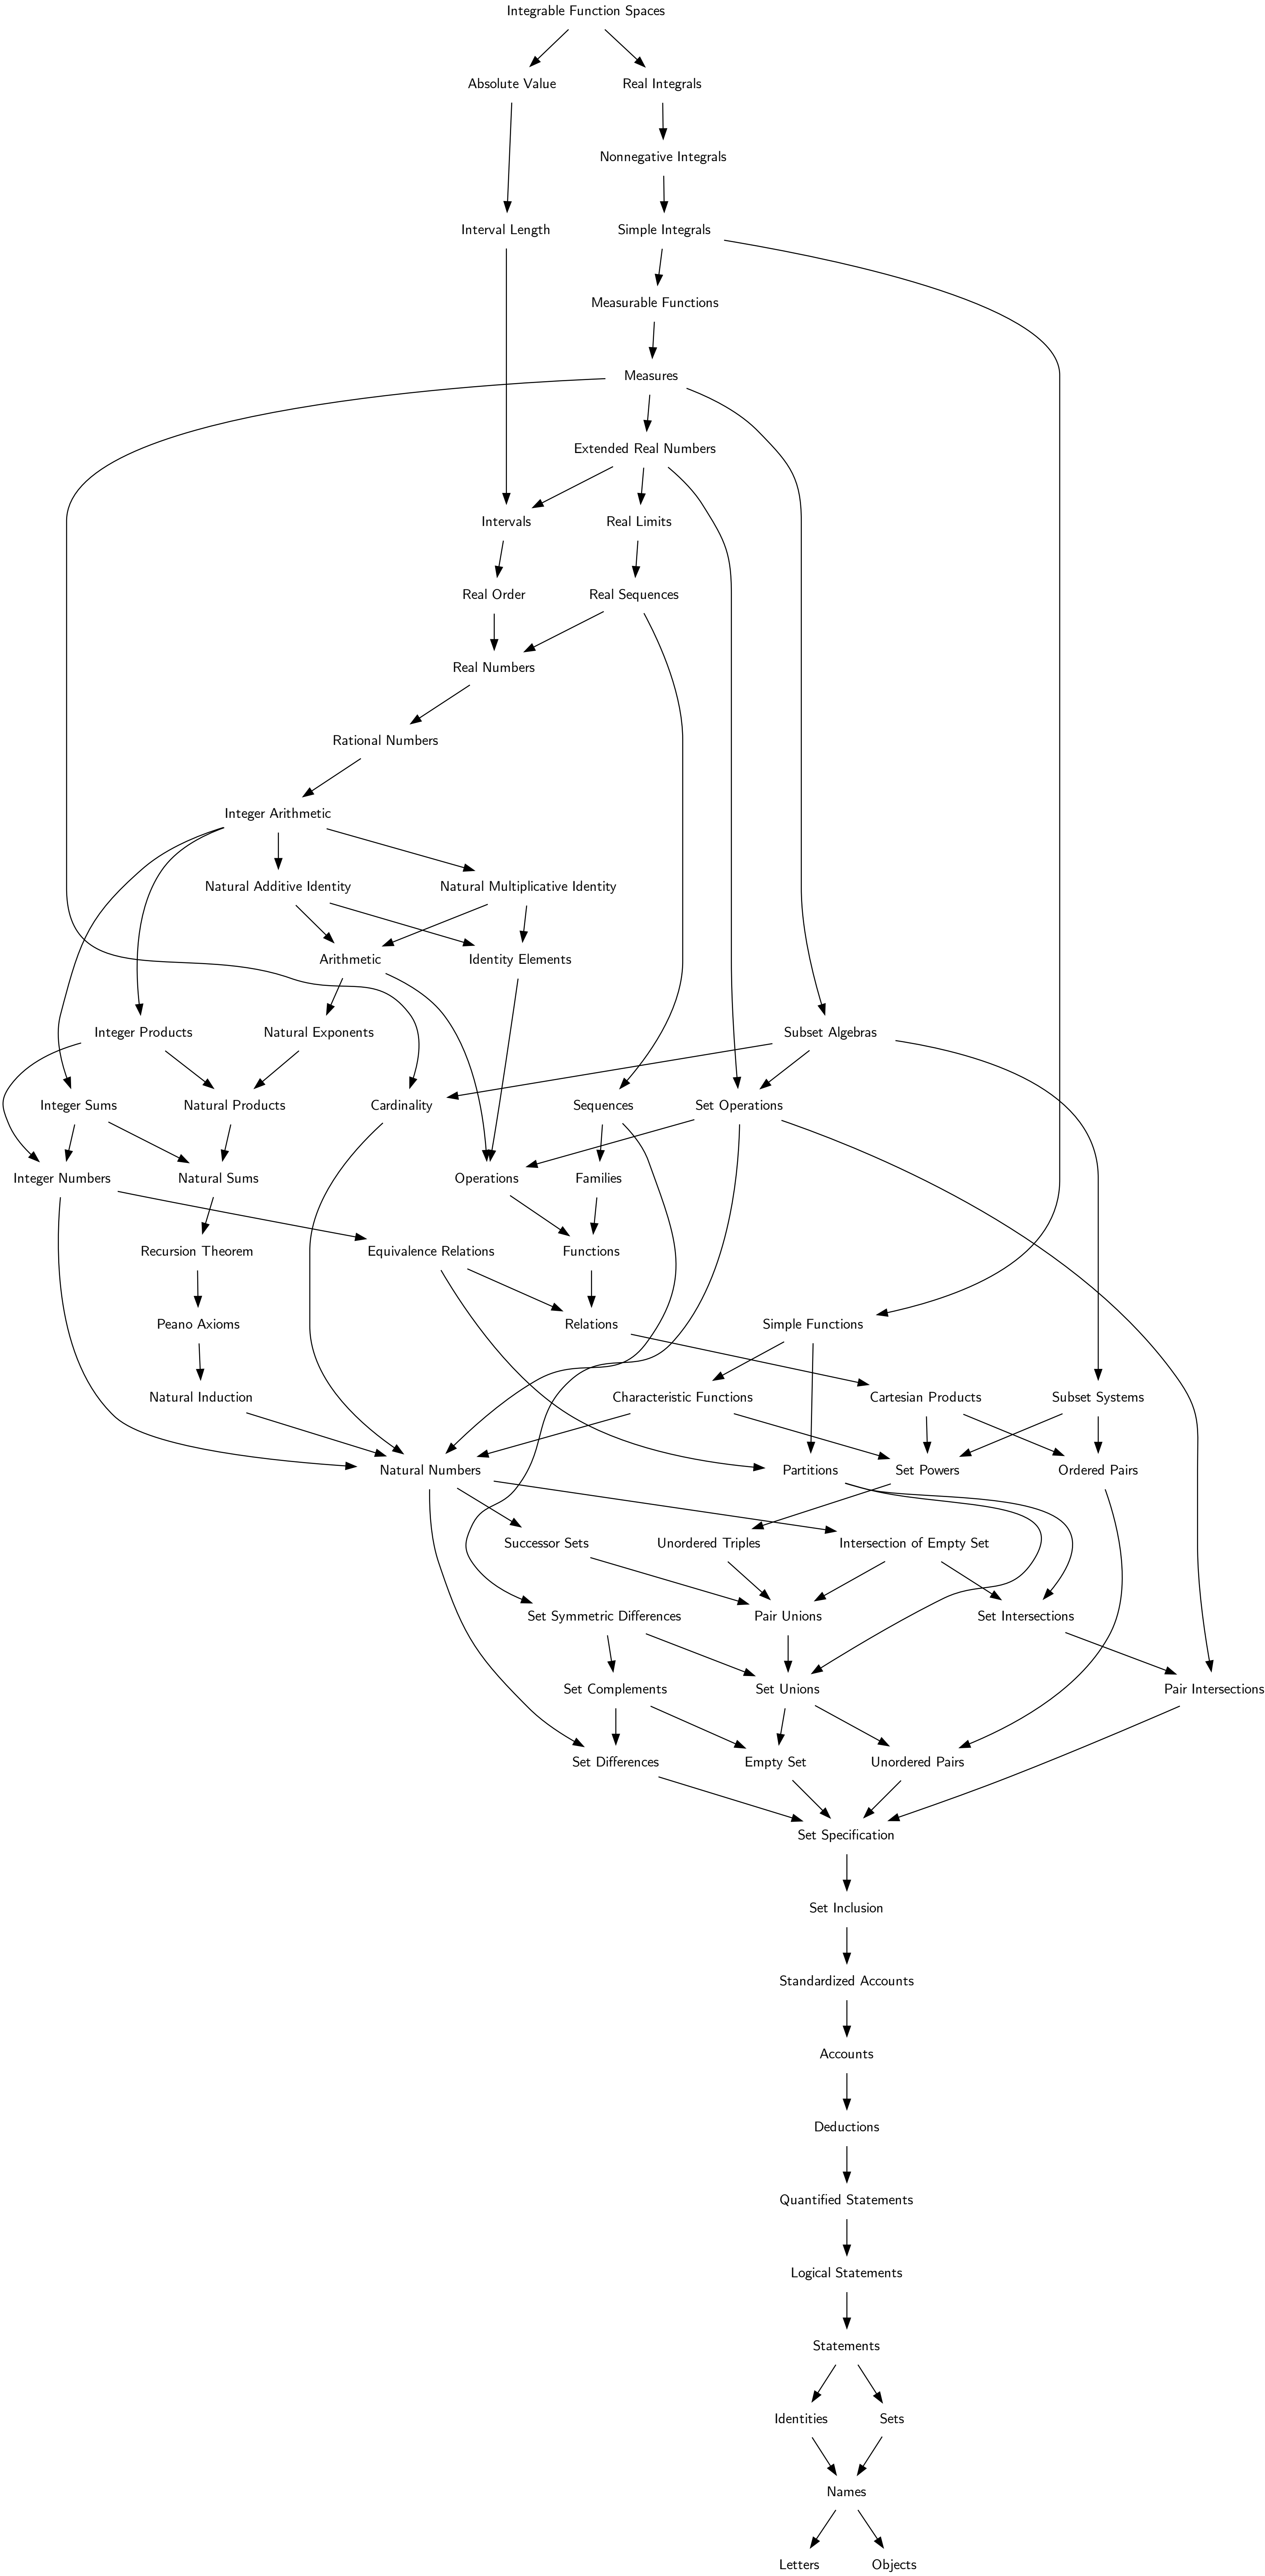 Integrable Function Spaces
Absolute Value
Real Integrals
Nonnegative Integrals
Interval Length
Simple Integrals
Measurable Functions
Measures
Extended Real Numbers
Intervals
Real Limits
Real Order
Real Sequences
Real Numbers
Rational Numbers
Integer Arithmetic
Natural Additive Identity
Natural Multiplicative Identity
Arithmetic
Identity Elements
Integer Products
Natural Exponents
Subset Algebras
Integer Sums
Natural Products
Cardinality
Sequences
Set Operations
Integer Numbers
Natural Sums
Operations
Families
Recursion Theorem
Equivalence Relations
Functions
Peano Axioms
Relations
Simple Functions
Natural Induction
Characteristic Functions
Cartesian Products
Subset Systems
Natural Numbers
Partitions
Set Powers
Ordered Pairs
Successor Sets
Unordered Triples
Intersection of Empty Set
Set Symmetric Differences
Pair Unions
Set Intersections
Set Complements
Set Unions
Pair Intersections
Set Differences
Empty Set
Unordered Pairs
Set Specification
Set Inclusion
Standardized Accounts
Accounts
Deductions
Quantified Statements
Logical Statements
Statements
Identities
Sets
Names
Letters
Objects